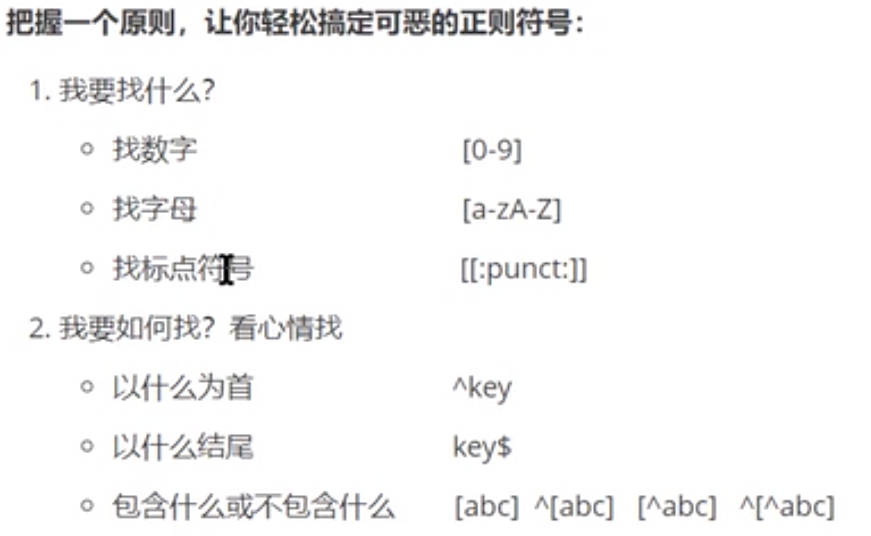 把握一个原则，让你轻松搞定可恶的正则符号：
1. 我要找什么？
找数字 [0-9]
找字母 [a-zA-Z]
找标点符号 [[:punct:]]
2. 我要如何找？看心情找
以什么为首 ^key
以什么结尾 key$
包含什么或不包含什么 [abc] ^[abc] [^abc] ^[^abc]